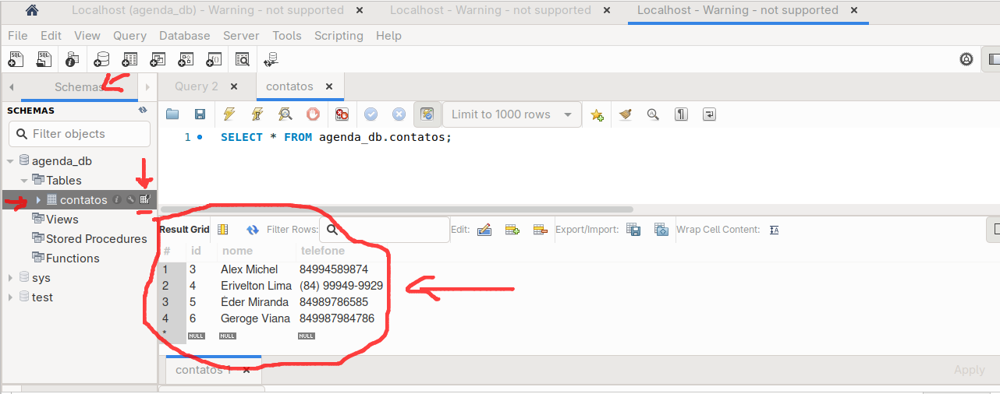 Localhost (agenda_db) - Warning - not supported Localhost - Warning - not supported Localhost - Warning - not supported
File Edit View Query Database Server Tools Scripting Help
Schemas
Query 2 contatos
SCHEMAS
Filter objects
Limit to 1000 rows
1 SELECT * FROM agenda_db.contatos;
agenda_db
Tables
contatos
Views
Stored Procedures
Functions
sys
test
Result Grid Filter Rows: Edit: Export/Import: Wrap Cell Content:
# id nome telefone
1 3 Alex Michel 84994589874
2 4 Erivelton Lima (84) 99949-9929
3 5 Éder Miranda 84989786585
4 6 Geroge Viana 849987984786
* NULL NULL NULL
contatos 1 Apply